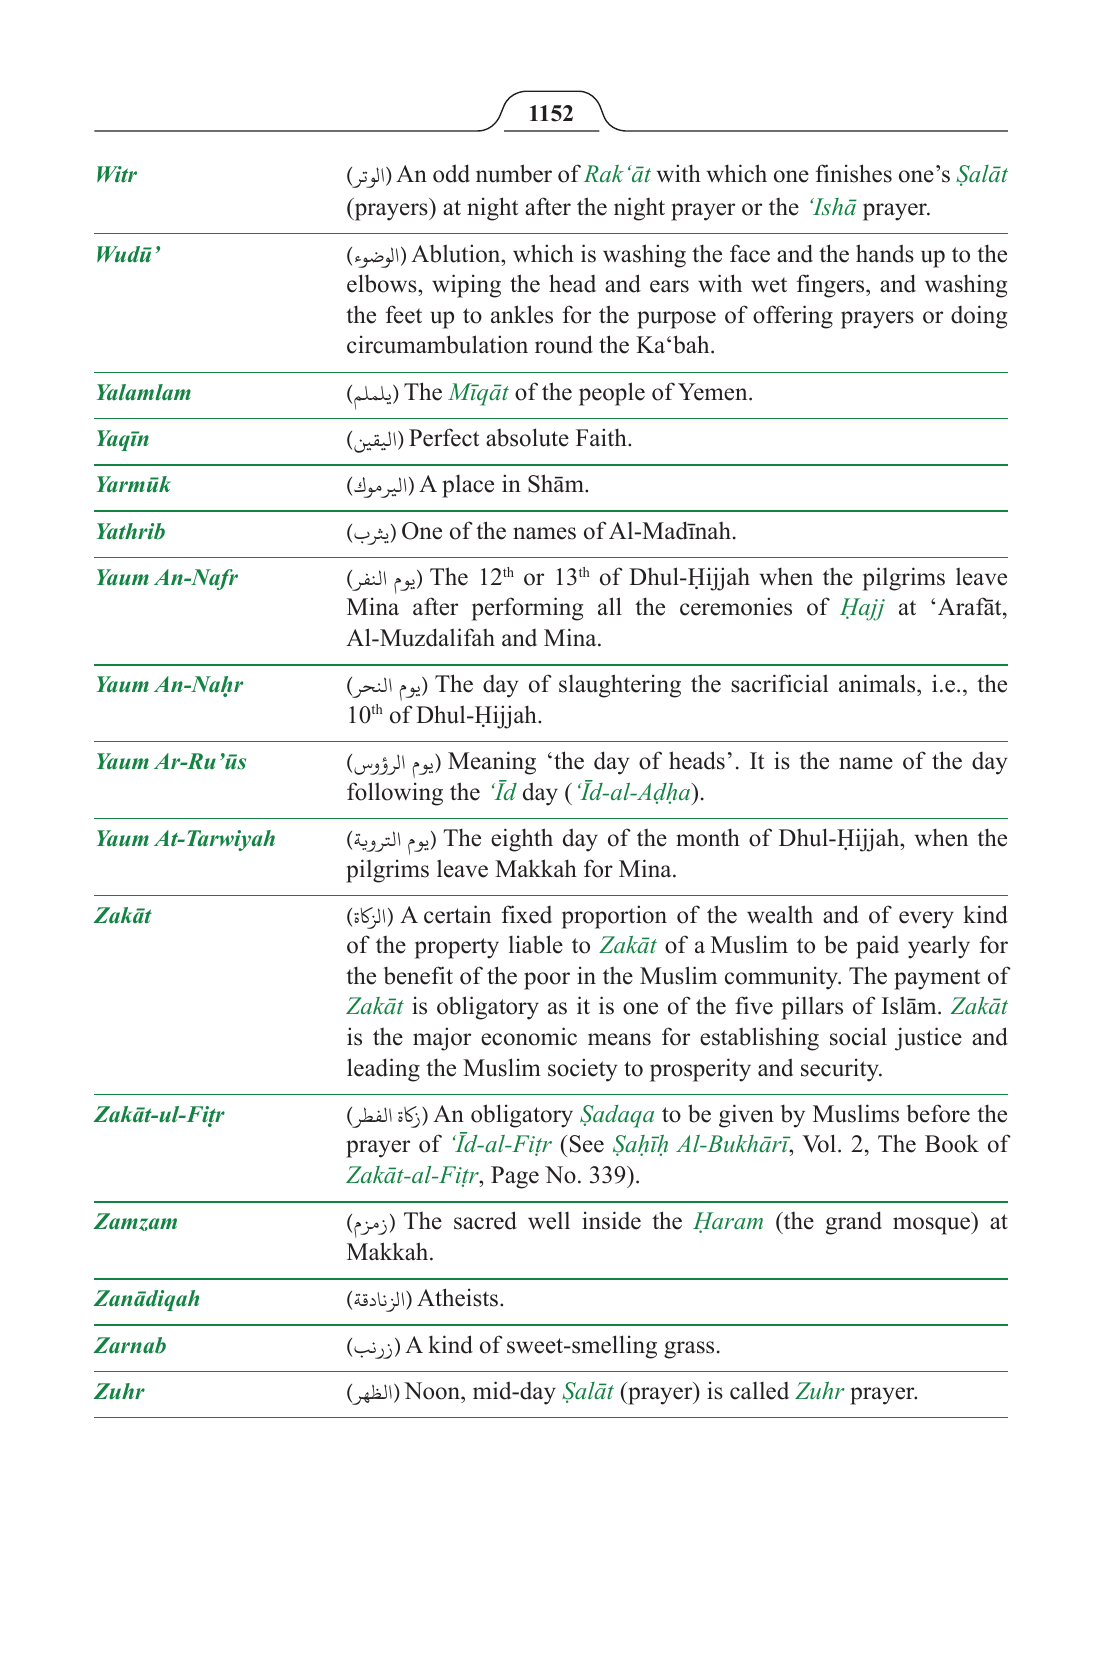 1152
Witr (الوتر) An odd number of Rak‘āt with which one finishes one’s Ṣalāt
(prayers) at night after the night prayer or the ‘Ishā prayer.
Wudū’ (الوضوء) Ablution, which is washing the face and the hands up to the
elbows, wiping the head and ears with wet fingers, and washing
the feet up to ankles for the purpose of offering prayers or doing
circumambulation round the Ka‘bah.
Yalamlam (يلملم) The Mīqāt of the people of Yemen.
Yaqīn (اليقين) Perfect absolute Faith.
Yarmūk (اليرموك) A place in Shām.
Yathrib (يثرب) One of the names of Al-Madīnah.
Yaum An-Nafr (يوم النفر) The 12th or 13th of Dhul-Ḥijjah when the pilgrims leave
Mina after performing all the ceremonies of Ḥajj at ‘Arafāt,
Al-Muzdalifah and Mina.
Yaum An-Naḥr (يوم النحر) The day of slaughtering the sacrificial animals, i.e., the
10th of Dhul-Ḥijjah.
Yaum Ar-Ru’ūs (يوم الرؤوس) Meaning ‘the day of heads’. It is the name of the day
following the ‘Īd day (‘Īd-al-Aḍḥa).
Yaum At-Tarwiyah (يوم التروية) The eighth day of the month of Dhul-Ḥijjah, when the
pilgrims leave Makkah for Mina.
Zakāt (الزكاة) A certain fixed proportion of the wealth and of every kind
of the property liable to Zakāt of a Muslim to be paid yearly for
the benefit of the poor in the Muslim community. The payment of
Zakāt is obligatory as it is one of the five pillars of Islām. Zakāt
is the major economic means for establishing social justice and
leading the Muslim society to prosperity and security.
Zakāt-ul-Fiṭr (زكاة الفطر) An obligatory Ṣadaqa to be given by Muslims before the
prayer of ‘Īd-al-Fiṭr (See Ṣaḥīḥ Al-Bukhārī, Vol. 2, The Book of
Zakāt-al-Fiṭr, Page No. 339).
Zamzam (زمزم) The sacred well inside the Ḥaram (the grand mosque) at
Makkah.
Zanādiqah (الزنادقة) Atheists.
Zarnab (زرنب) A kind of sweet-smelling grass.
Zuhr (الظهر) Noon, mid-day Ṣalāt (prayer) is called Zuhr prayer.